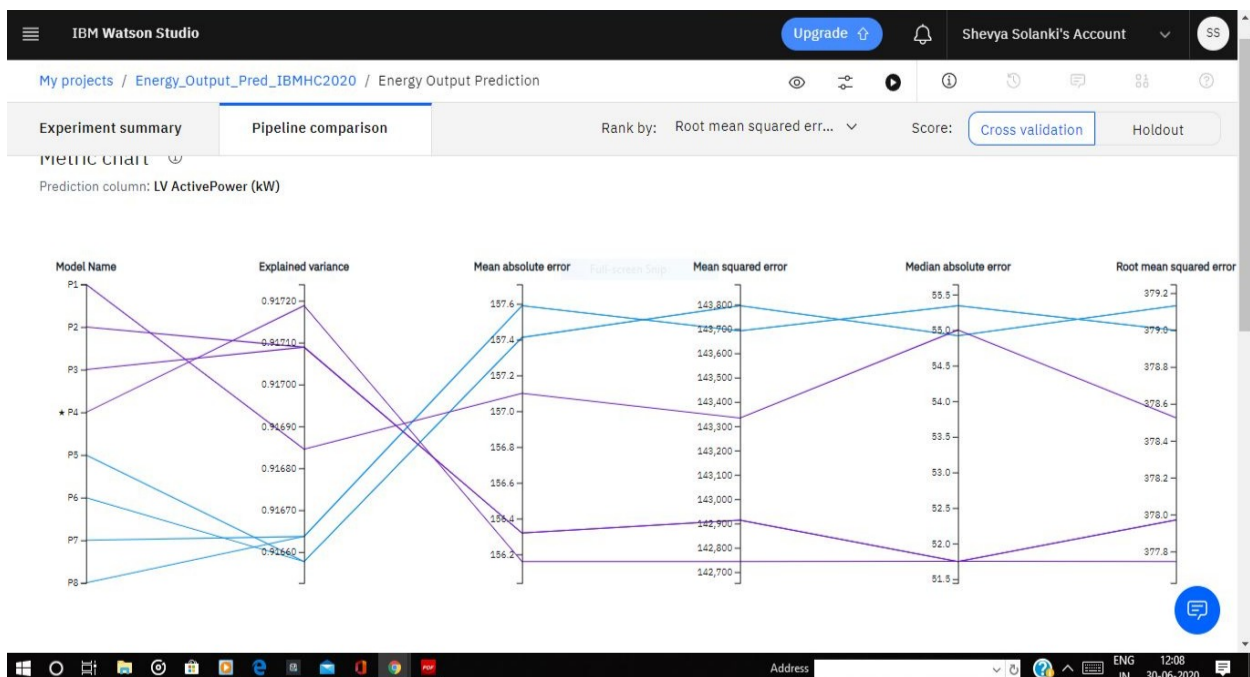 IBM Watson Studio
Upgrade
Shevya Solanki's Account
SS
My projects / Energy_Output_Pred_IBMHC2020 / Energy Output Prediction
Experiment summary
Pipeline comparison
Rank by: Root mean squared err...
Score: Cross validation Holdout
Metric chart
Prediction column: LV ActivePower (kW)
Full-screen Snip
Model Name
P1
P2
P3
★ P4
P5
P6
P7
P8
Explained variance
0.91720
0.91710
0.91700
0.91690
0.91680
0.91670
0.91660
Mean absolute error
157.6
157.4
157.2
157.0
156.8
156.6
156.4
156.2
Mean squared error
143,800
143,700
143,600
143,500
143,400
143,300
143,200
143,100
143,000
142,900
142,800
142,700
Median absolute error
55.5
55.0
54.5
54.0
53.5
53.0
52.5
52.0
51.5
Root mean squared error
379.2
379.0
378.8
378.6
378.4
378.2
378.0
377.8
Address
ENG
IN
12:08
30-06-2020